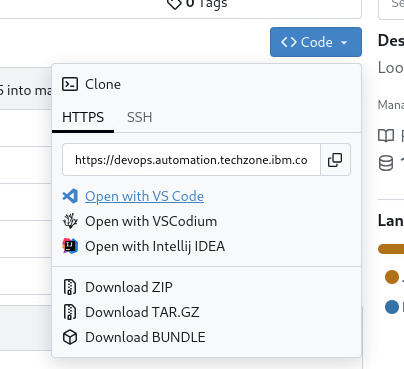 0 Tags
Se
Code
Des
Loo
Clone
into ma
HTTPS SSH
Mana
https://devops.automation.techzone.ibm.co
Open with VS Code
Open with VSCodium
Lan
Open with Intellij IDEA
Download ZIP
Download TAR.GZ
Download BUNDLE